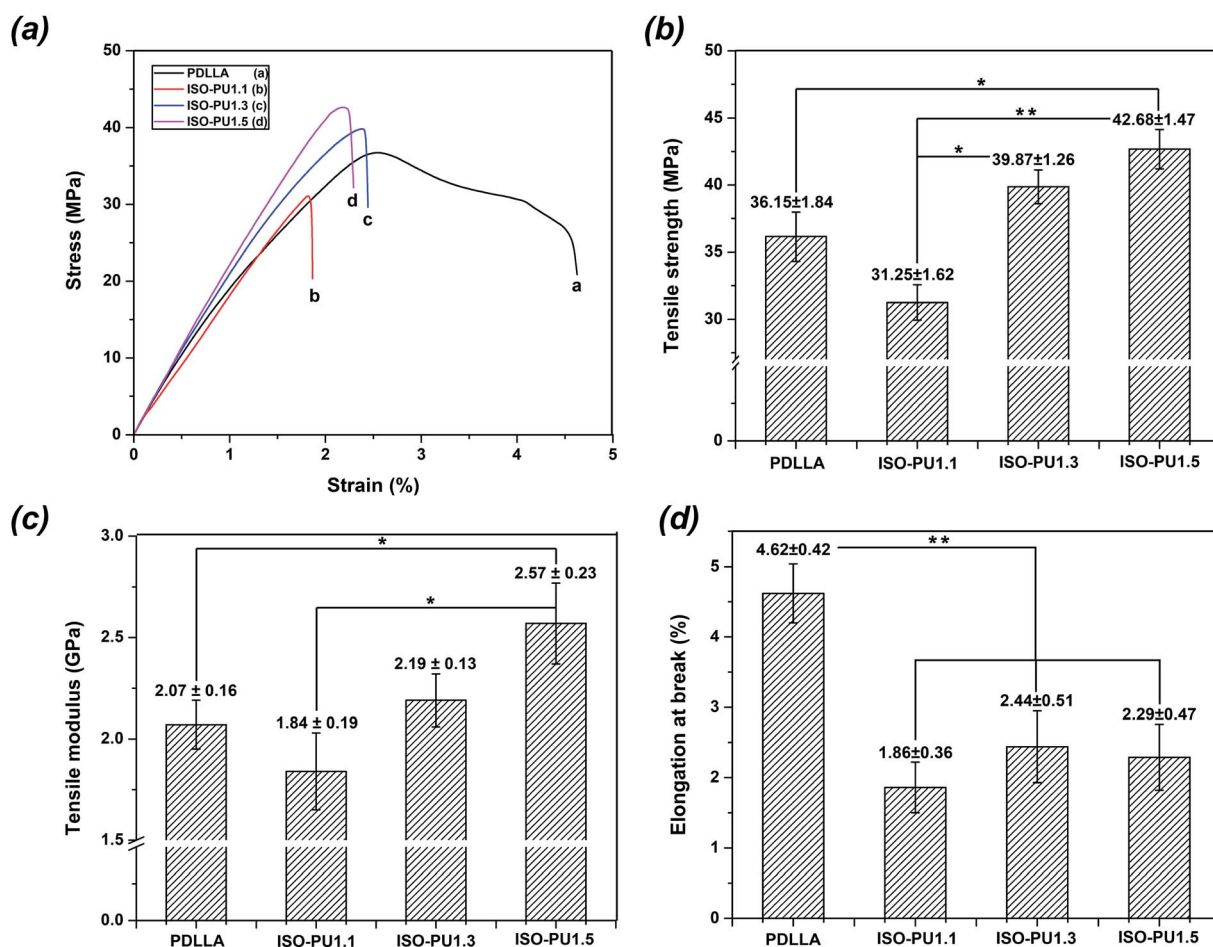 (a)
50
40
30
20
10
0
Stress (MPa)
PDLLA (a)
ISO-PU1.1 (b)
ISO-PU1.3 (c)
ISO-PU1.5 (d)
d
c
b
a
0 1 2 3 4 5
Strain (%)
(b)
50
45
40
35
30
0
Tensile strength (MPa)
*
**
*
36.15±1.84
31.25±1.62
39.87±1.26
42.68±1.47
PDLLA ISO-PU1.1 ISO-PU1.3 ISO-PU1.5
(c)
3.0
2.5
2.0
1.5
0.0
Tensile modulus (GPa)
*
*
2.07 ± 0.16
1.84 ± 0.19
2.19 ± 0.13
2.57 ± 0.23
PDLLA ISO-PU1.1 ISO-PU1.3 ISO-PU1.5
(d)
5
4
3
2
1
0
Elongation at break (%)
**
4.62±0.42
1.86±0.36
2.44±0.51
2.29±0.47
PDLLA ISO-PU1.1 ISO-PU1.3 ISO-PU1.5